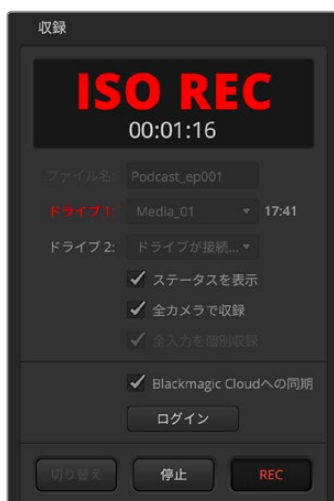 収録
ISO REC
00:01:16
ファイル名: Podcast_ep001
ドライブ 1: Media_01 17:41
ドライブ 2: ドライブが接続...
ステータスを表示
全カメラで収録
全入力を個別収録
Blackmagic Cloudへの同期
ログイン
切り替え 停止 REC